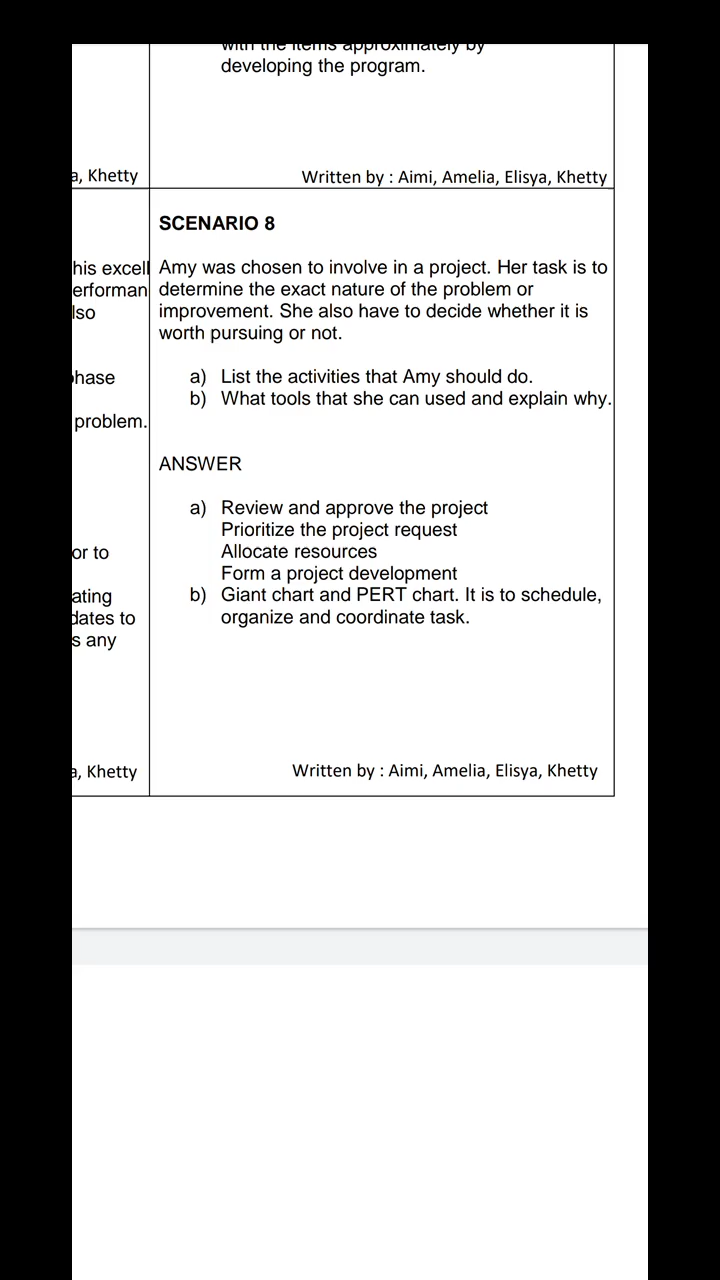 with the items approximately by
developing the program.
a, Khetty
Written by : Aimi, Amelia, Elisya, Khetty
his excell
erforman
lso
hase
problem.
or to
ating
dates to
s any
a, Khetty
SCENARIO 8
Amy was chosen to involve in a project. Her task is to
determine the exact nature of the problem or
improvement. She also have to decide whether it is
worth pursuing or not.
a) List the activities that Amy should do.
b) What tools that she can used and explain why.
ANSWER
a) Review and approve the project
Prioritize the project request
Allocate resources
Form a project development
b) Giant chart and PERT chart. It is to schedule,
organize and coordinate task.
Written by : Aimi, Amelia, Elisya, Khetty